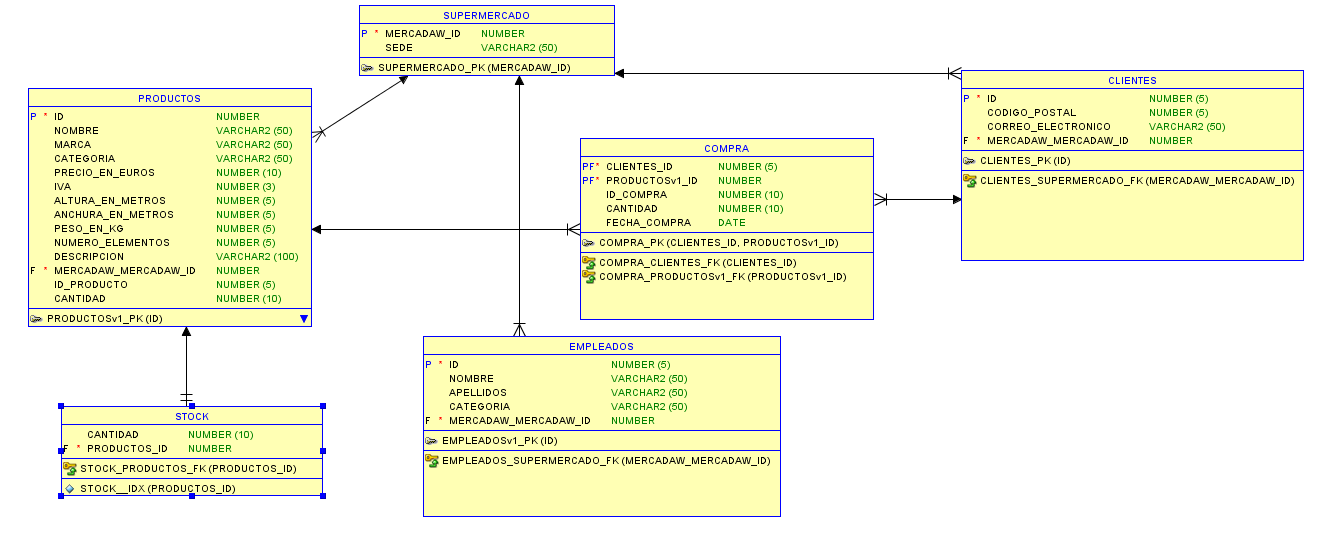 SUPERMERCADO
P * MERCADAW_ID NUMBER
SEDE VARCHAR2 (50)
SUPERMERCADO_PK (MERCADAW_ID)
PRODUCTOS
P * ID NUMBER
NOMBRE VARCHAR2 (50)
MARCA VARCHAR2 (50)
CATEGORIA VARCHAR2 (50)
PRECIO_EN_EUROS NUMBER (10)
IVA NUMBER (3)
ALTURA_EN_METROS NUMBER (5)
ANCHURA_EN_METROS NUMBER (5)
PESO_EN_KG NUMBER (5)
NUMERO_ELEMENTOS NUMBER (5)
DESCRIPCION VARCHAR2 (100)
F * MERCADAW_MERCADAW_ID NUMBER
ID_PRODUCTO NUMBER (5)
CANTIDAD NUMBER (10)
PRODUCTOSv1_PK (ID)
CLIENTES
P * ID NUMBER (5)
CODIGO_POSTAL NUMBER (5)
CORREO_ELECTRONICO VARCHAR2 (50)
F * MERCADAW_MERCADAW_ID NUMBER
CLIENTES_PK (ID)
CLIENTES_SUPERMERCADO_FK (MERCADAW_MERCADAW_ID)
COMPRA
PF* CLIENTES_ID NUMBER (5)
PF* PRODUCTOSv1_ID NUMBER
ID_COMPRA NUMBER (10)
CANTIDAD NUMBER (10)
FECHA_COMPRA DATE
COMPRA_PK (CLIENTES_ID, PRODUCTOSv1_ID)
COMPRA_CLIENTES_FK (CLIENTES_ID)
COMPRA_PRODUCTOSv1_FK (PRODUCTOSv1_ID)
EMPLEADOS
P * ID NUMBER (5)
NOMBRE VARCHAR2 (50)
APELLIDOS VARCHAR2 (50)
CATEGORIA VARCHAR2 (50)
F * MERCADAW_MERCADAW_ID NUMBER
EMPLEADOSv1_PK (ID)
EMPLEADOS_SUPERMERCADO_FK (MERCADAW_MERCADAW_ID)
STOCK
CANTIDAD NUMBER (10)
F * PRODUCTOS_ID NUMBER
STOCK_PRODUCTOS_FK (PRODUCTOS_ID)
STOCK__IDX (PRODUCTOS_ID)